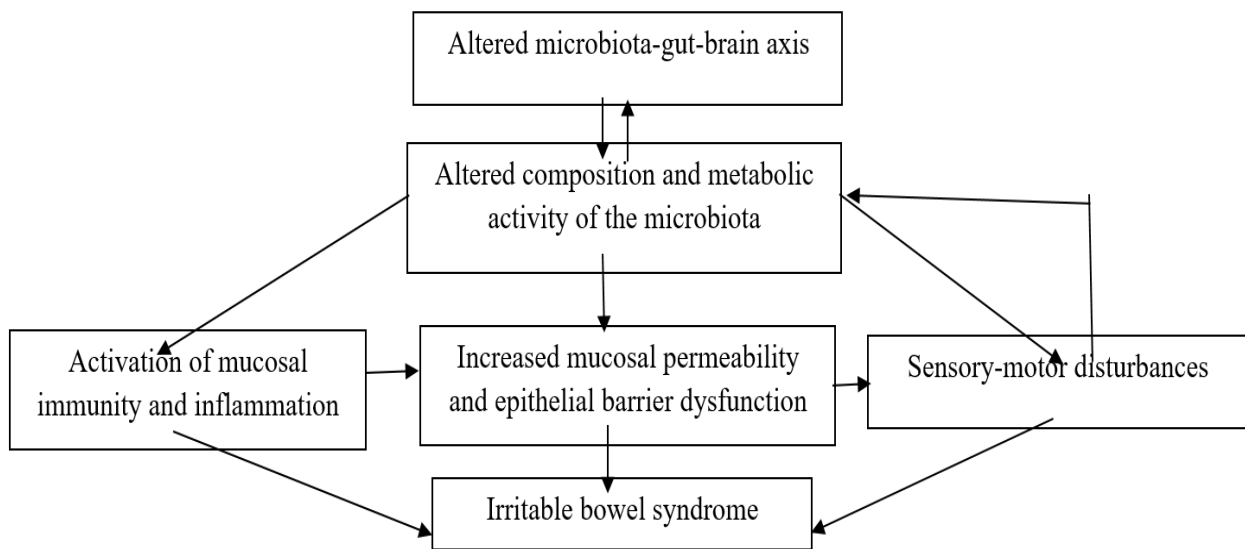 Altered microbiota-gut-brain axis
Altered composition and metabolic
activity of the microbiota
Activation of mucosal
immunity and inflammation
Increased mucosal permeability
and epithelial barrier dysfunction
Sensory-motor disturbances
Irritable bowel syndrome